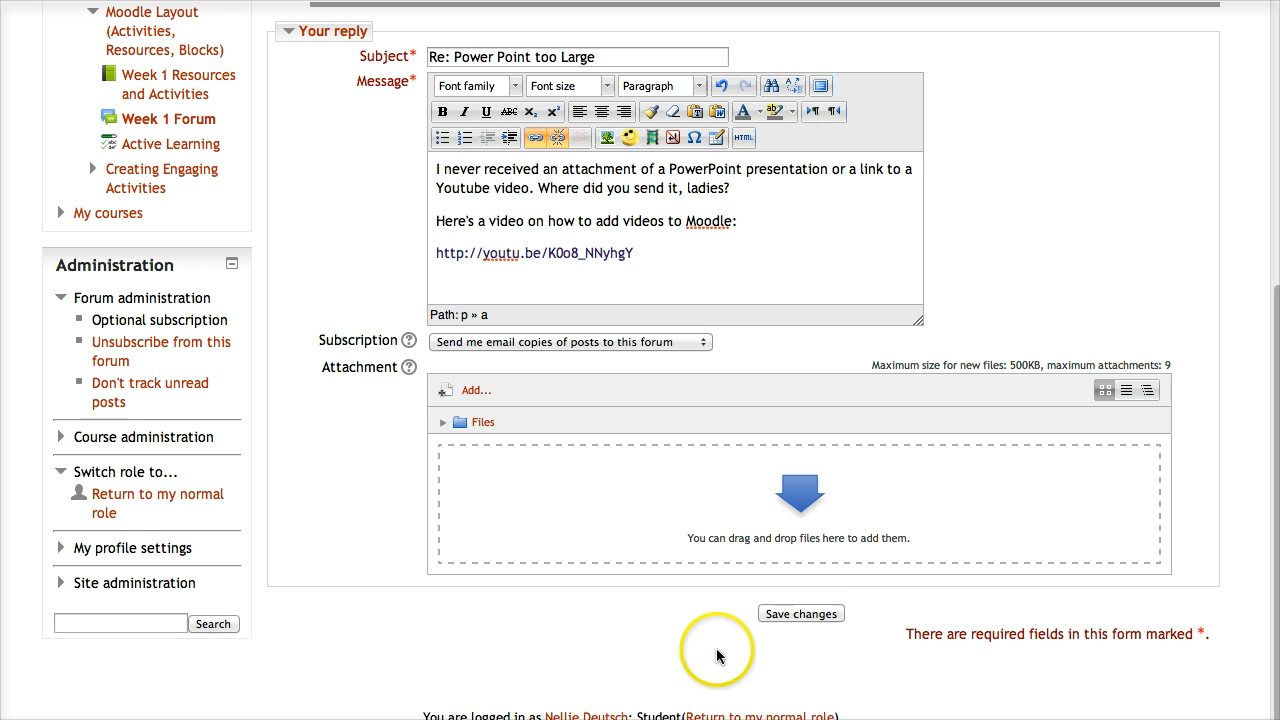 Moodle Layout
(Activities,
Resources, Blocks)
Week 1 Resources
and Activities
Week 1 Forum
Active Learning
Creating Engaging
Activities
My courses
Administration
Forum administration
Optional subscription
Unsubscribe from this
forum
Don't track unread
posts
Course administration
Switch role to...
Return to my normal
role
My profile settings
Site administration
Search
Your reply
Subject*
Re: Power Point too Large
Message*
Font family Font size Paragraph
B I U ABC X₂ X² A ab
Ω HTML
I never received an attachment of a PowerPoint presentation or a link to a
Youtube video. Where did you send it, ladies?
Here's a video on how to add videos to Moodle:
http://youtu.be/K0o8_NNyhgY
Path: p » a
Subscription ? Send me email copies of posts to this forum
Attachment ? Maximum size for new files: 500KB, maximum attachments: 9
Add...
Files
You can drag and drop files here to add them.
Save changes
There are required fields in this form marked *.
You are logged in as Nellie Deutsch: Student(Return to my normal role)